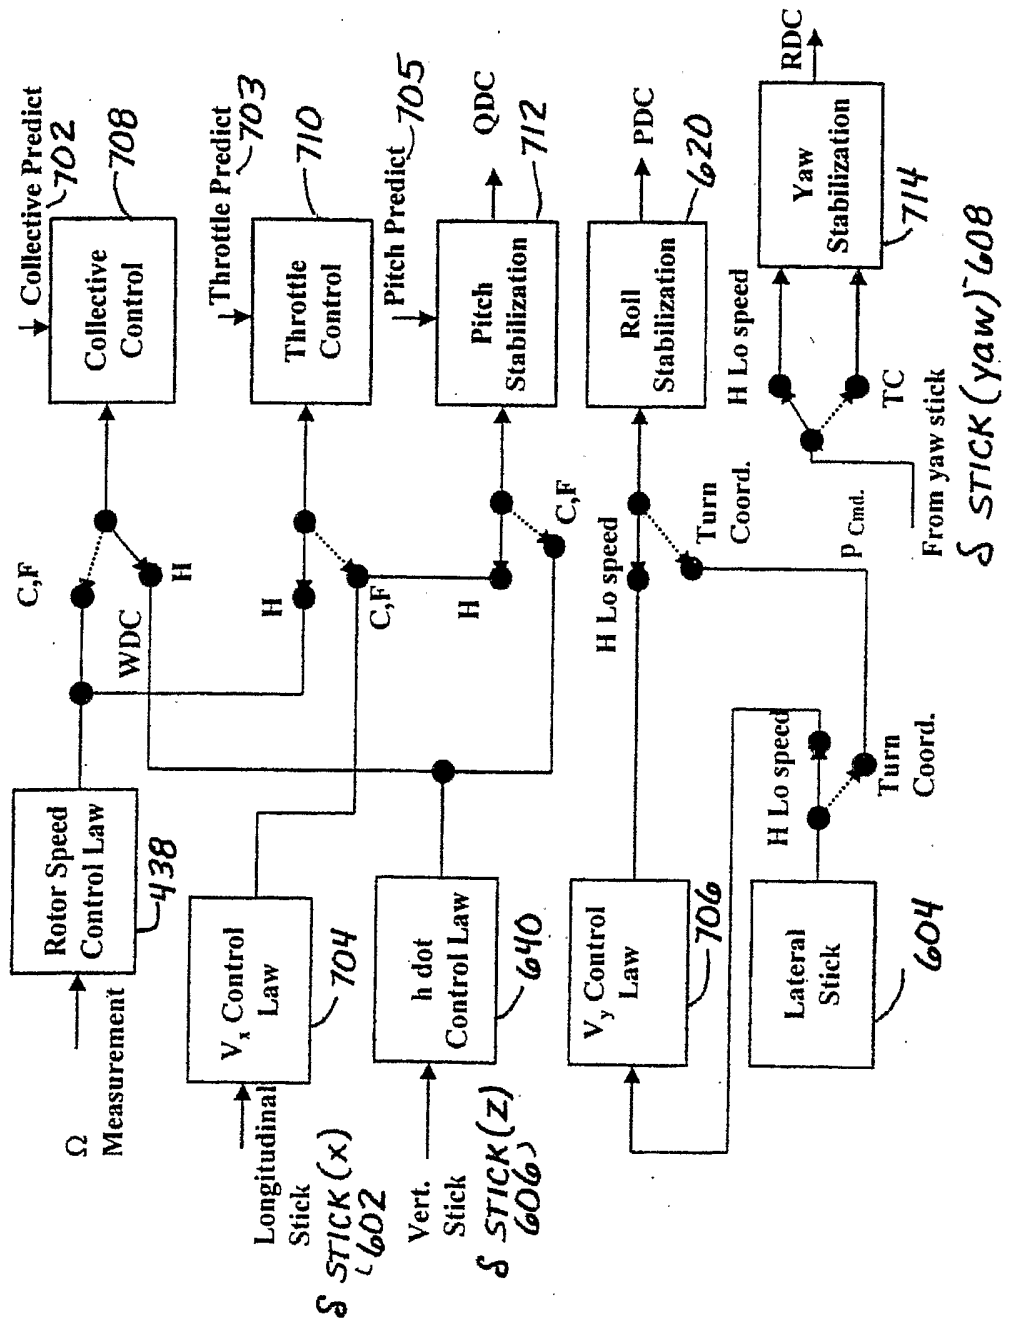 Ω
Measurement
Rotor Speed
Control Law
438
C,F
WDC
H
Collective Predict
702
Collective
Control
708
Longitudinal
Stick
δ STICK (x)
602
Vx Control
Law
704
H
C,F
Throttle Predict
703
Throttle
Control
710
Vert.
Stick
δ STICK (z)
606
h dot
Control Law
640
H
C,F
Pitch Predict
705
Pitch
Stabilization
712
QDC
Vy Control
Law
706
H Lo speed
Turn
Coord.
Roll
Stabilization
620
PDC
Lateral
Stick
604
H Lo speed
Turn
Coord.
P Cmd.
From yaw stick
δ STICK (yaw) 608
H Lo speed
TC
Yaw
Stabilization
714
RDC